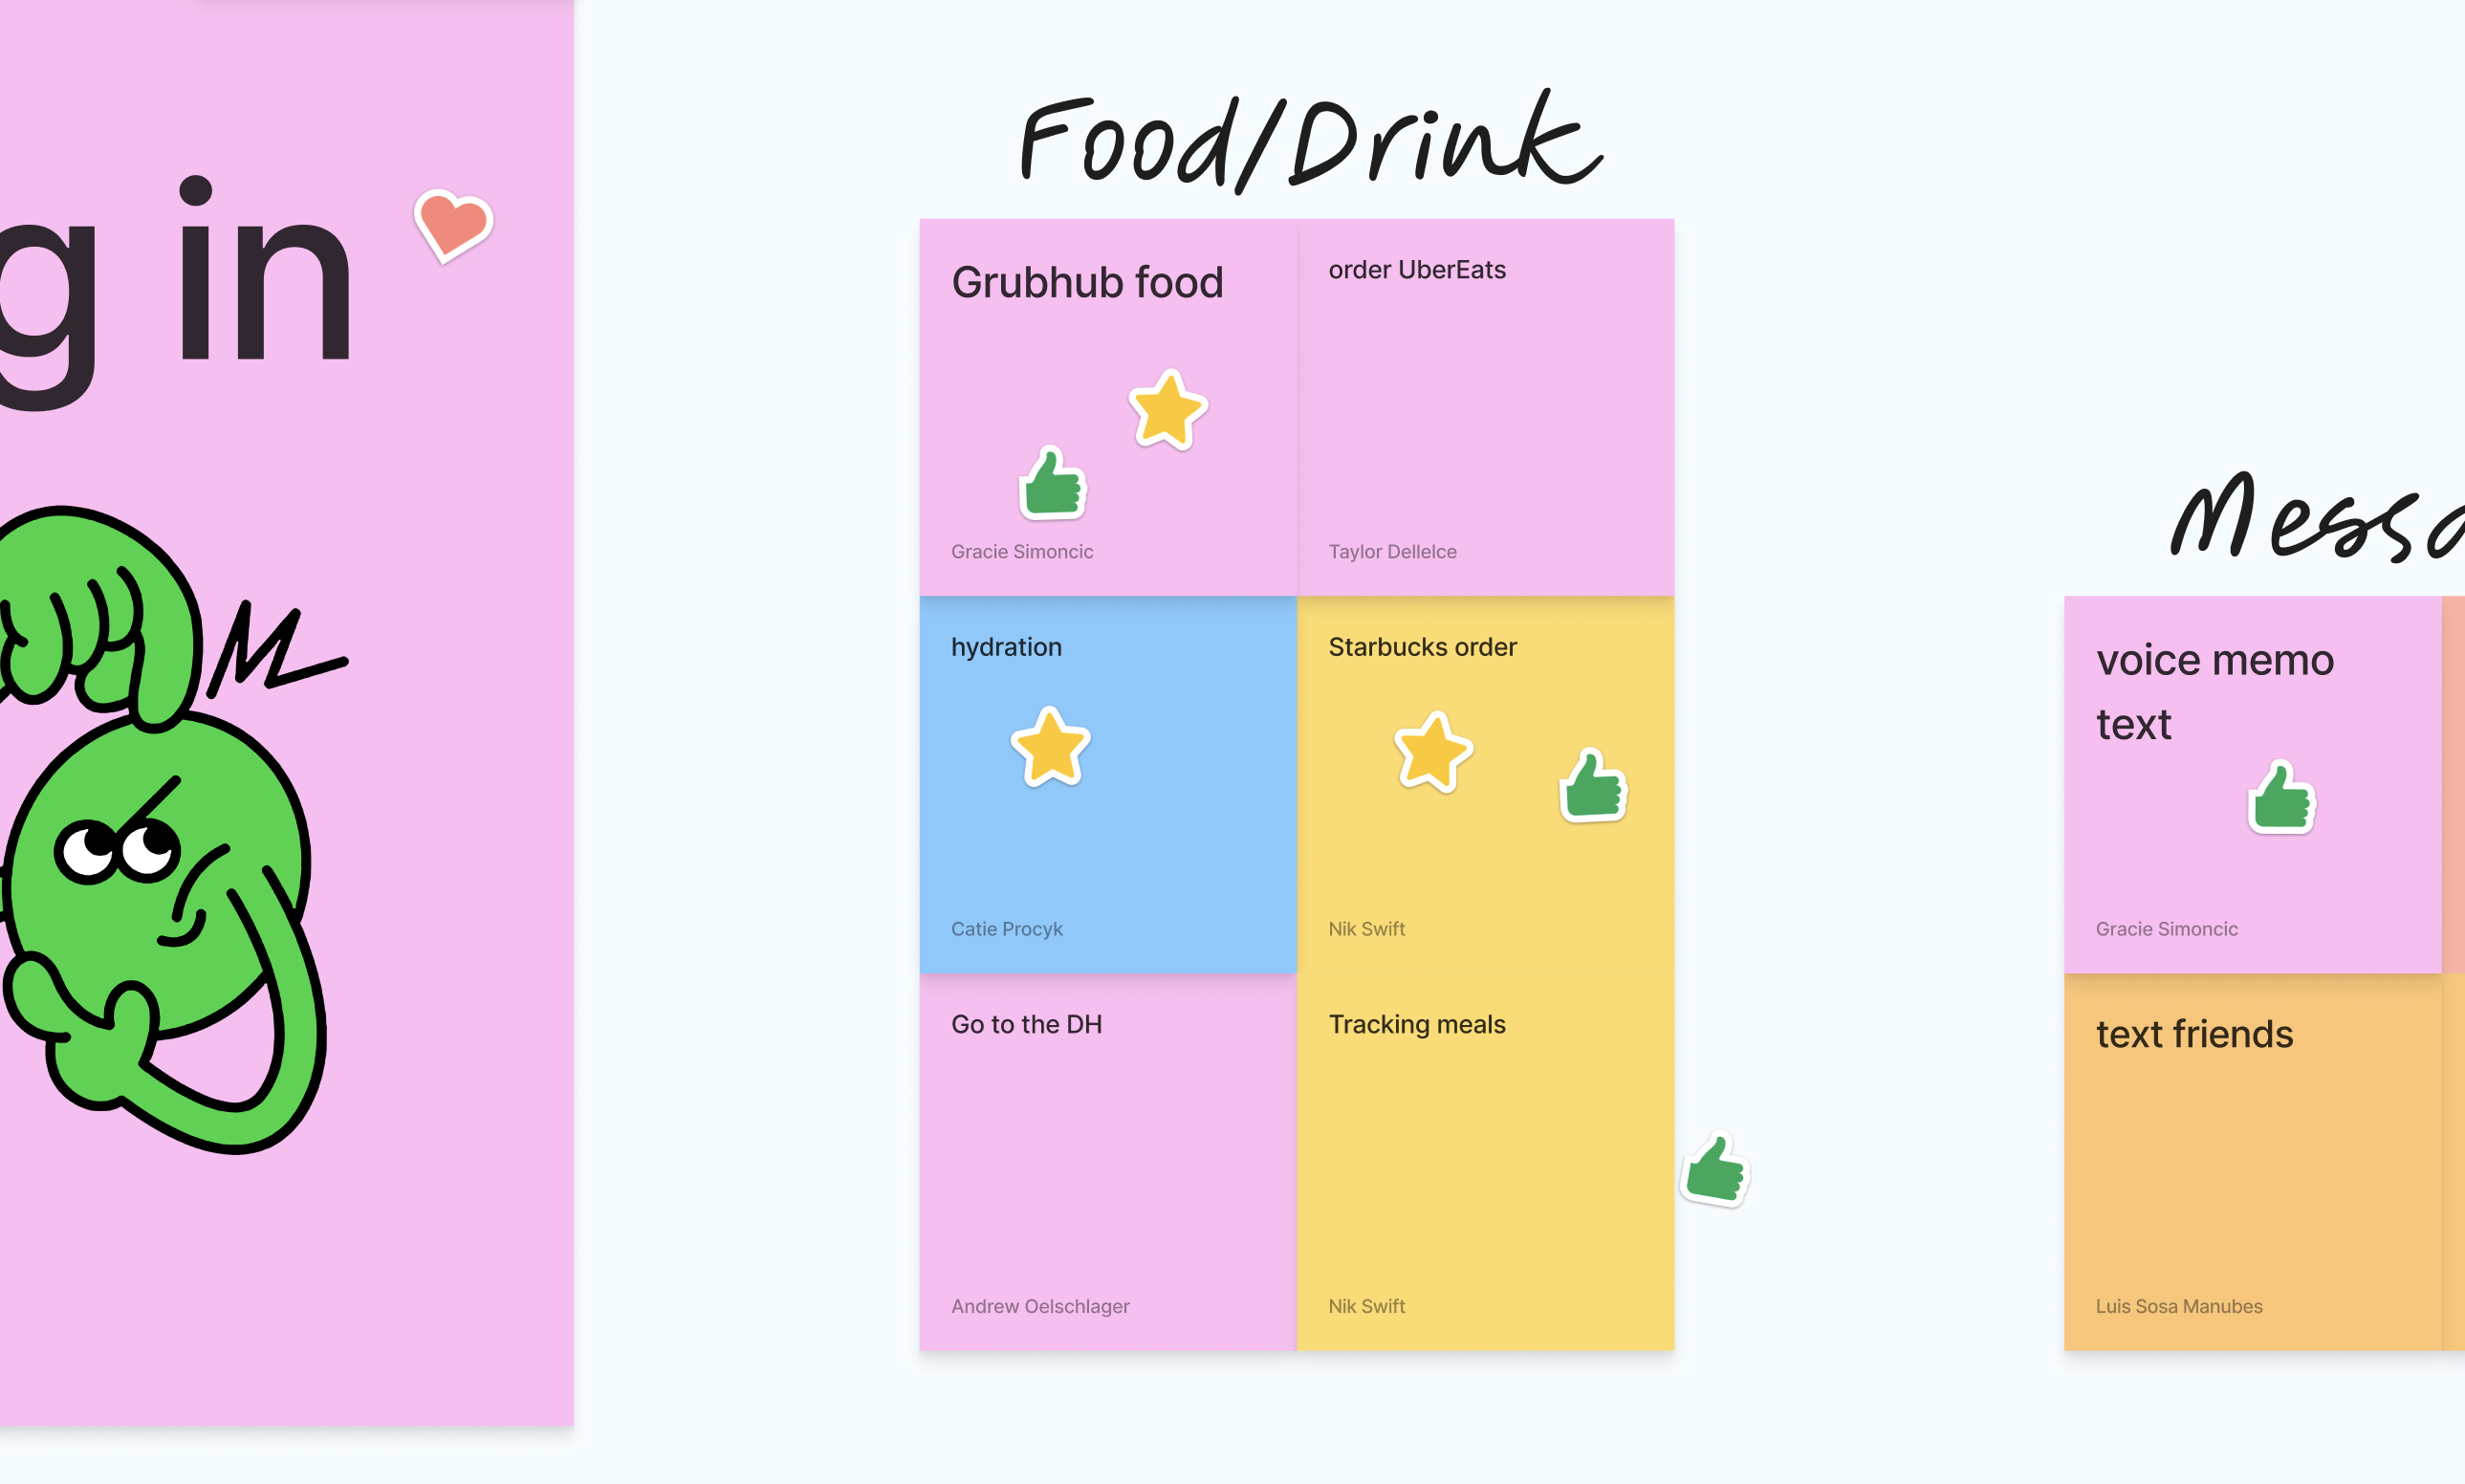 g in
Food/Drink
Grubhub food
Gracie Simoncic
order UberEats
Taylor Dellelce
hydration
Catie Procyk
Starbucks order
Nik Swift
Go to the DH
Andrew Oelschlager
Tracking meals
Nik Swift
Mess
voice memo
text
Gracie Simoncic
text friends
Luis Sosa Manubes